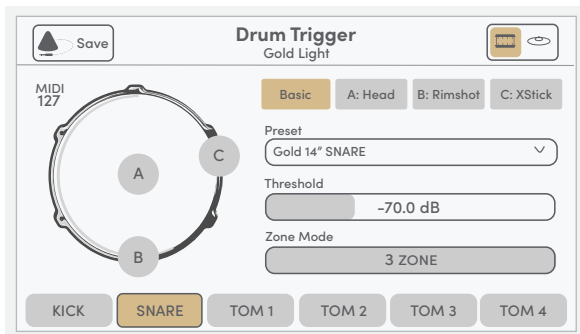 Save
Drum Trigger
Gold Light
MIDI
127
A
B
C
Basic
A: Head
B: Rimshot
C: XStick
Preset
Gold 14” SNARE
Threshold
-70.0 dB
Zone Mode
3 ZONE
KICK
SNARE
TOM 1
TOM 2
TOM 3
TOM 4